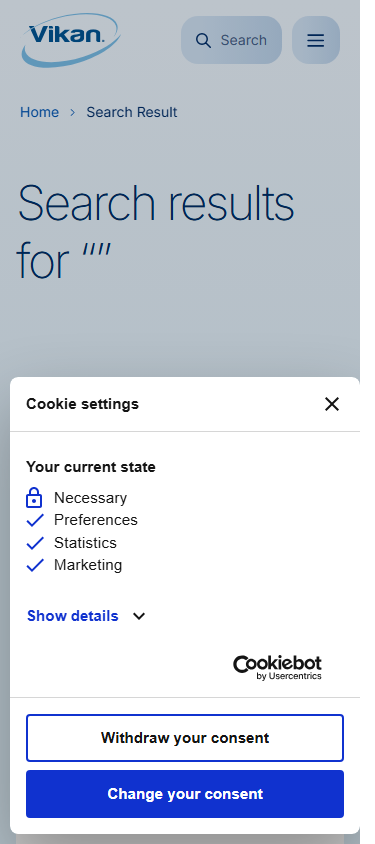 Vikan
Search
Home
Search Result
Search results
for “”
Cookie settings
Your current state
Necessary
Preferences
Statistics
Marketing
Show details
Cookiebot
by Usercentrics
Withdraw your consent
Change your consent